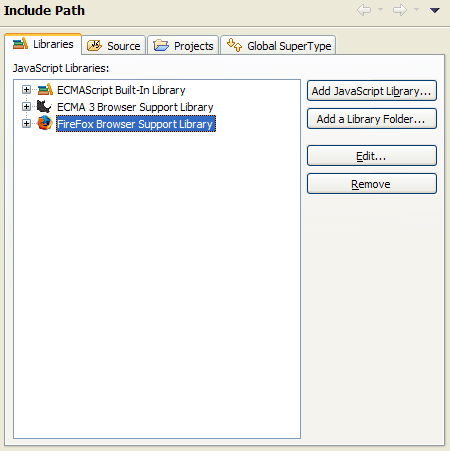 Include Path
Libraries
Source
Projects
Global SuperType
JavaScript Libraries:
ECMAScript Built-In Library
ECMA 3 Browser Support Library
FireFox Browser Support Library
Add JavaScript Library...
Add a Library Folder...
Edit...
Remove